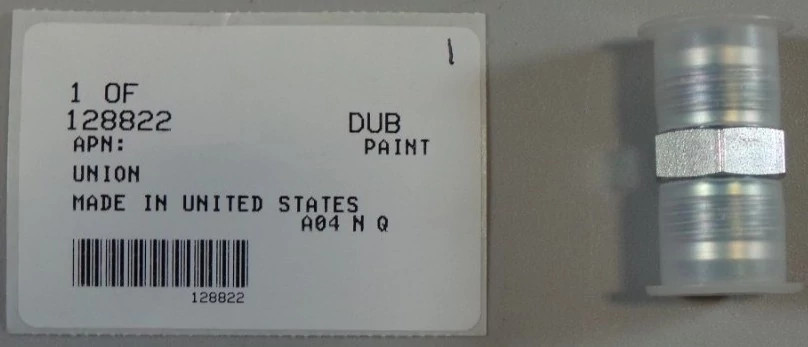 1
1 OF
128822 DUB
APN: PAINT
UNION
MADE IN UNITED STATES
A04 N Q
128822